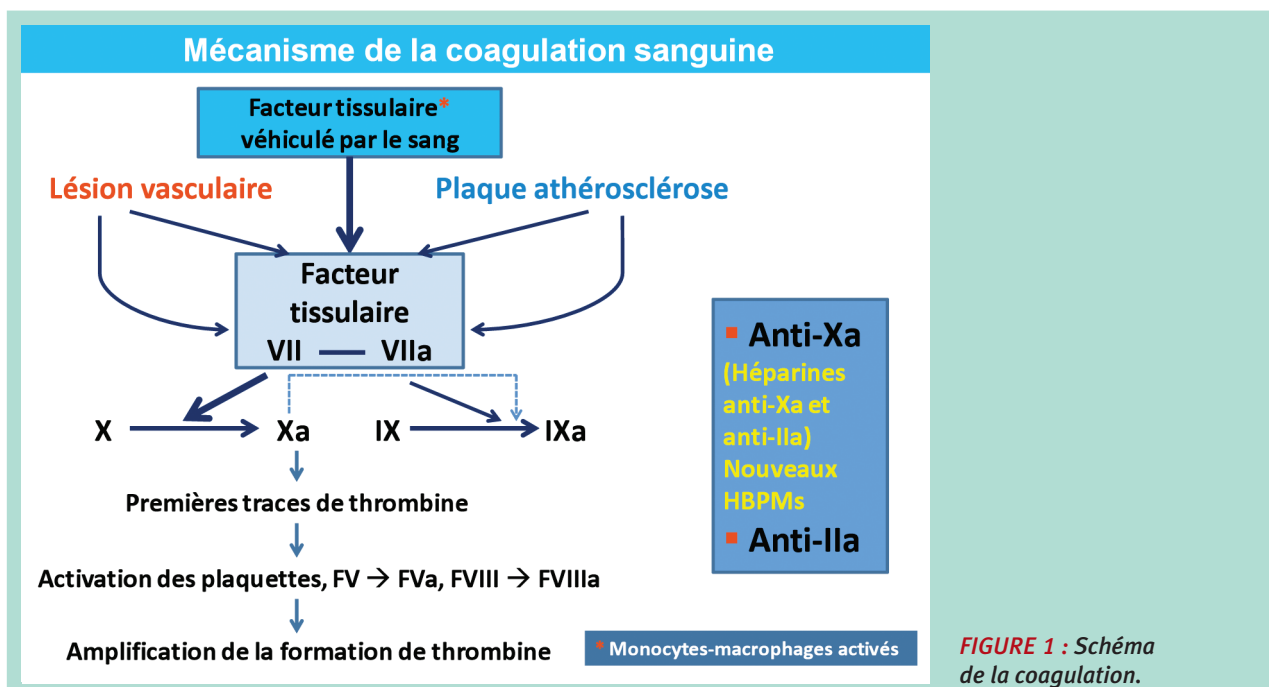 Mécanisme de la coagulation sanguine
Facteur tissulaire*
véhiculé par le sang
Lésion vasculaire
Plaque athérosclérose
Facteur
tissulaire
VII — VIIa
X
Xa
IX
IXa
Premières traces de thrombine
Activation des plaquettes, FV → FVa, FVIII → FVIIIa
Amplification de la formation de thrombine
▪ Anti-Xa
(Héparines
anti-Xa et
anti-IIa)
Nouveaux
HBPMs
▪ Anti-IIa
* Monocytes-macrophages activés
FIGURE 1 : Schéma
de la coagulation.